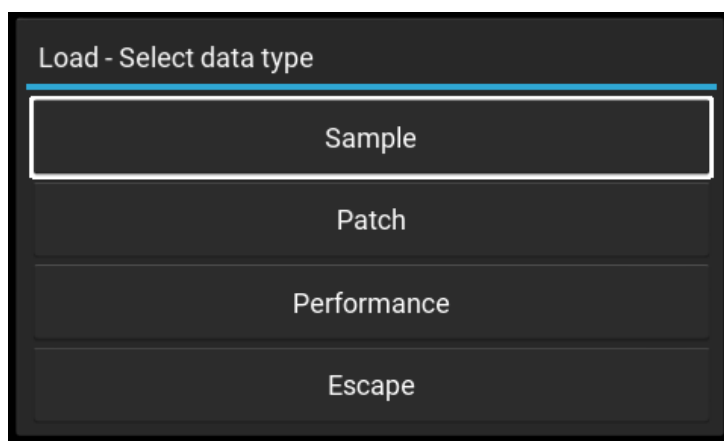 Load - Select data type
Sample
Patch
Performance
Escape